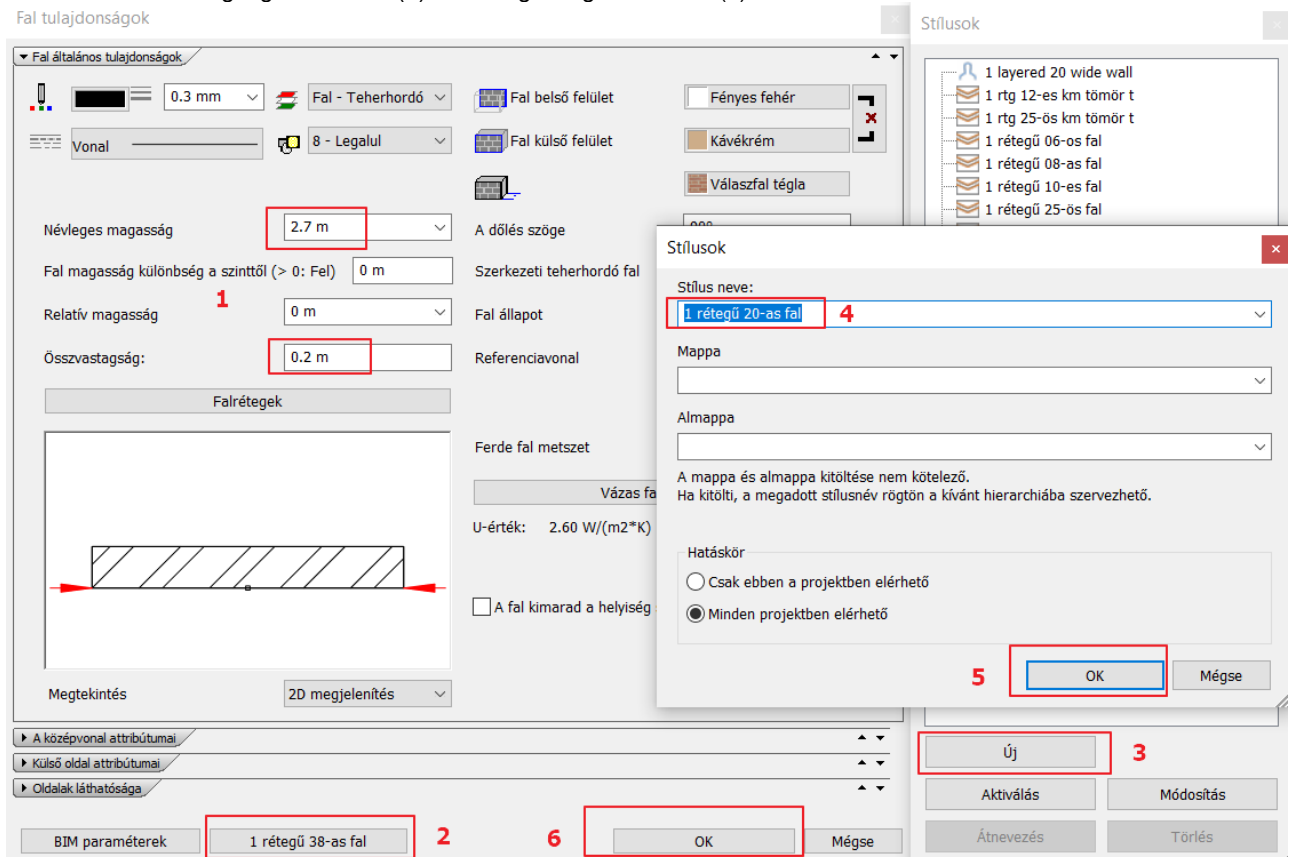 Fal tulajdonságok
Fal általános tulajdonságok
0.3 mm
Fal - Teherhordó
Fal belső felület
Fényes fehér
Vonal
8 - Legalul
Fal külső felület
Kávékrém
Válaszfal tégla
Névleges magasság
2.7 m
A dőlés szöge
Fal magasság különbség a szinttől (> 0: Fel)
0 m
Szerkezeti teherhordó fal
1
Relatív magasság
0 m
Fal állapot
Összvastagság:
0.2 m
Referenciavonal
Falrétegek
Ferde fal metszet
Vázas fa
U-érték: 2.60 W/(m2*K)
A fal kimarad a helyiség
Megtekintés
2D megjelenítés
A középvonal attribútumai
Külső oldal attribútumai
Oldalak láthatósága
BIM paraméterek
1 rétegű 38-as fal
2
6
OK
Mégse
Stílusok
1 layered 20 wide wall
1 rtg 12-es km tömör t
1 rtg 25-ös km tömör t
1 rétegű 06-os fal
1 rétegű 08-as fal
1 rétegű 10-es fal
1 rétegű 25-ös fal
Stílusok
Stílus neve:
1 rétegű 20-as fal
4
Mappa
Almappa
A mappa és almappa kitöltése nem kötelező.
Ha kitölti, a megadott stílusnév rögtön a kívánt hierarchiába szervezhető.
Hatáskör
Csak ebben a projektben elérhető
Minden projektben elérhető
5
OK
Mégse
Új
3
Aktiválás
Módosítás
Átnevezés
Törlés